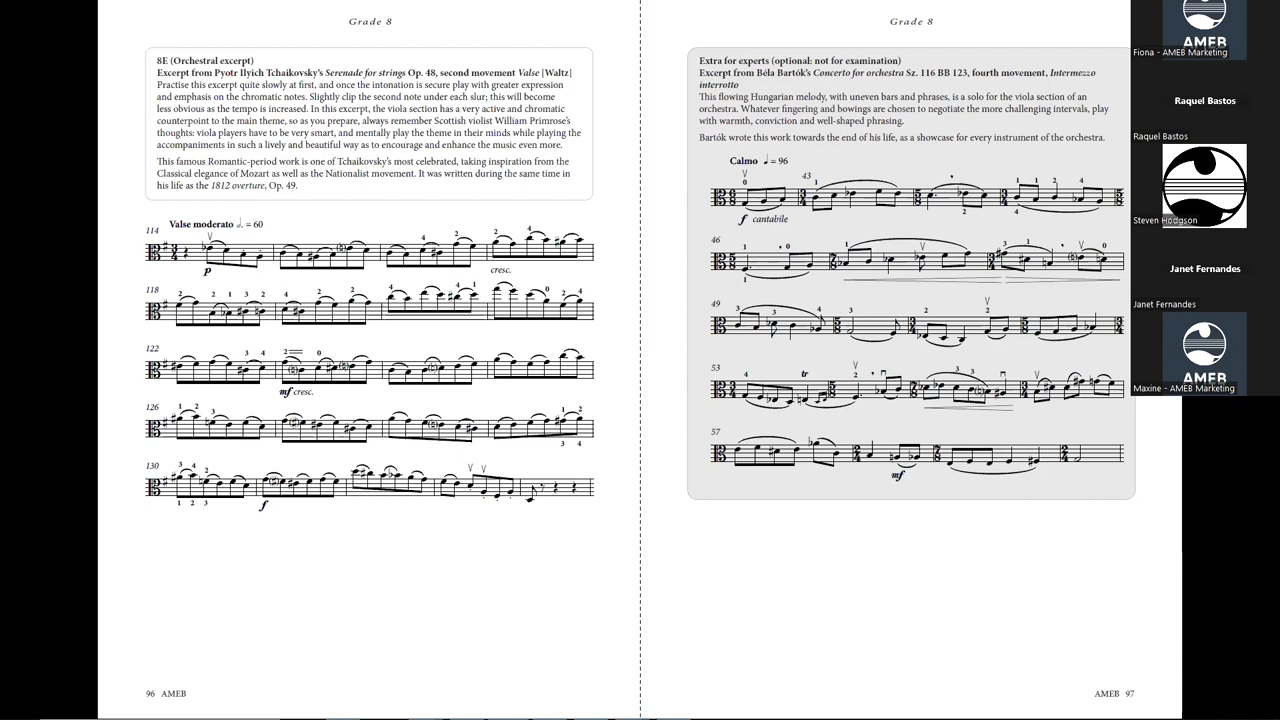 Grade 8
8E (Orchestral excerpt)
Excerpt from Pyotr Ilyich Tchaikovsky's Serenade for strings Op. 48, second movement Valse [Waltz]
Practise this excerpt quite slowly at first, and once the intonation is secure play with greater expression
and emphasis on the chromatic notes. Slightly clip the second note under each slur; this will become
less obvious as the tempo is increased. In this excerpt, the viola section has a very active and chromatic
counterpoint to the main theme, so as you prepare, always remember Scottish violist William Primrose's
thoughts: viola players have to be very smart, and mentally play the theme in their minds while playing the
accompaniments in such a lively and beautiful way as to encourage and enhance the music even more.
This famous Romantic-period work is one of Tchaikovsky's most celebrated, taking inspiration from the
Classical elegance of Mozart as well as the Nationalist movement. It was written during the same time in
his life as the 1812 overture, Op. 49.
Valse moderato 𝅗𝅥. = 60
114
p
cresc.
118
122
mf cresc.
126
130
f
96 AMEB
Grade 8
Extra for experts (optional: not for examination)
Excerpt from Béla Bartók's Concerto for orchestra Sz. 116 BB 123, fourth movement, Intermezzo
interrotto
This flowing Hungarian melody, with uneven bars and phrases, is a solo for the viola section of an
orchestra. Whatever fingering and bowings are chosen to negotiate the more challenging intervals, play
with warmth, conviction and well-shaped phrasing.
Bartók wrote this work towards the end of his life, as a showcase for every instrument of the orchestra.
Calmo ♩ = 96
43
f cantabile
46
49
53
tr
57
mf
AMEB 97
AMEB
Fiona - AMEB Marketing
Raquel Bastos
Raquel Bastos
Steven Hodgson
Janet Fernandes
Janet Fernandes
AMEB
Maxine - AMEB Marketing